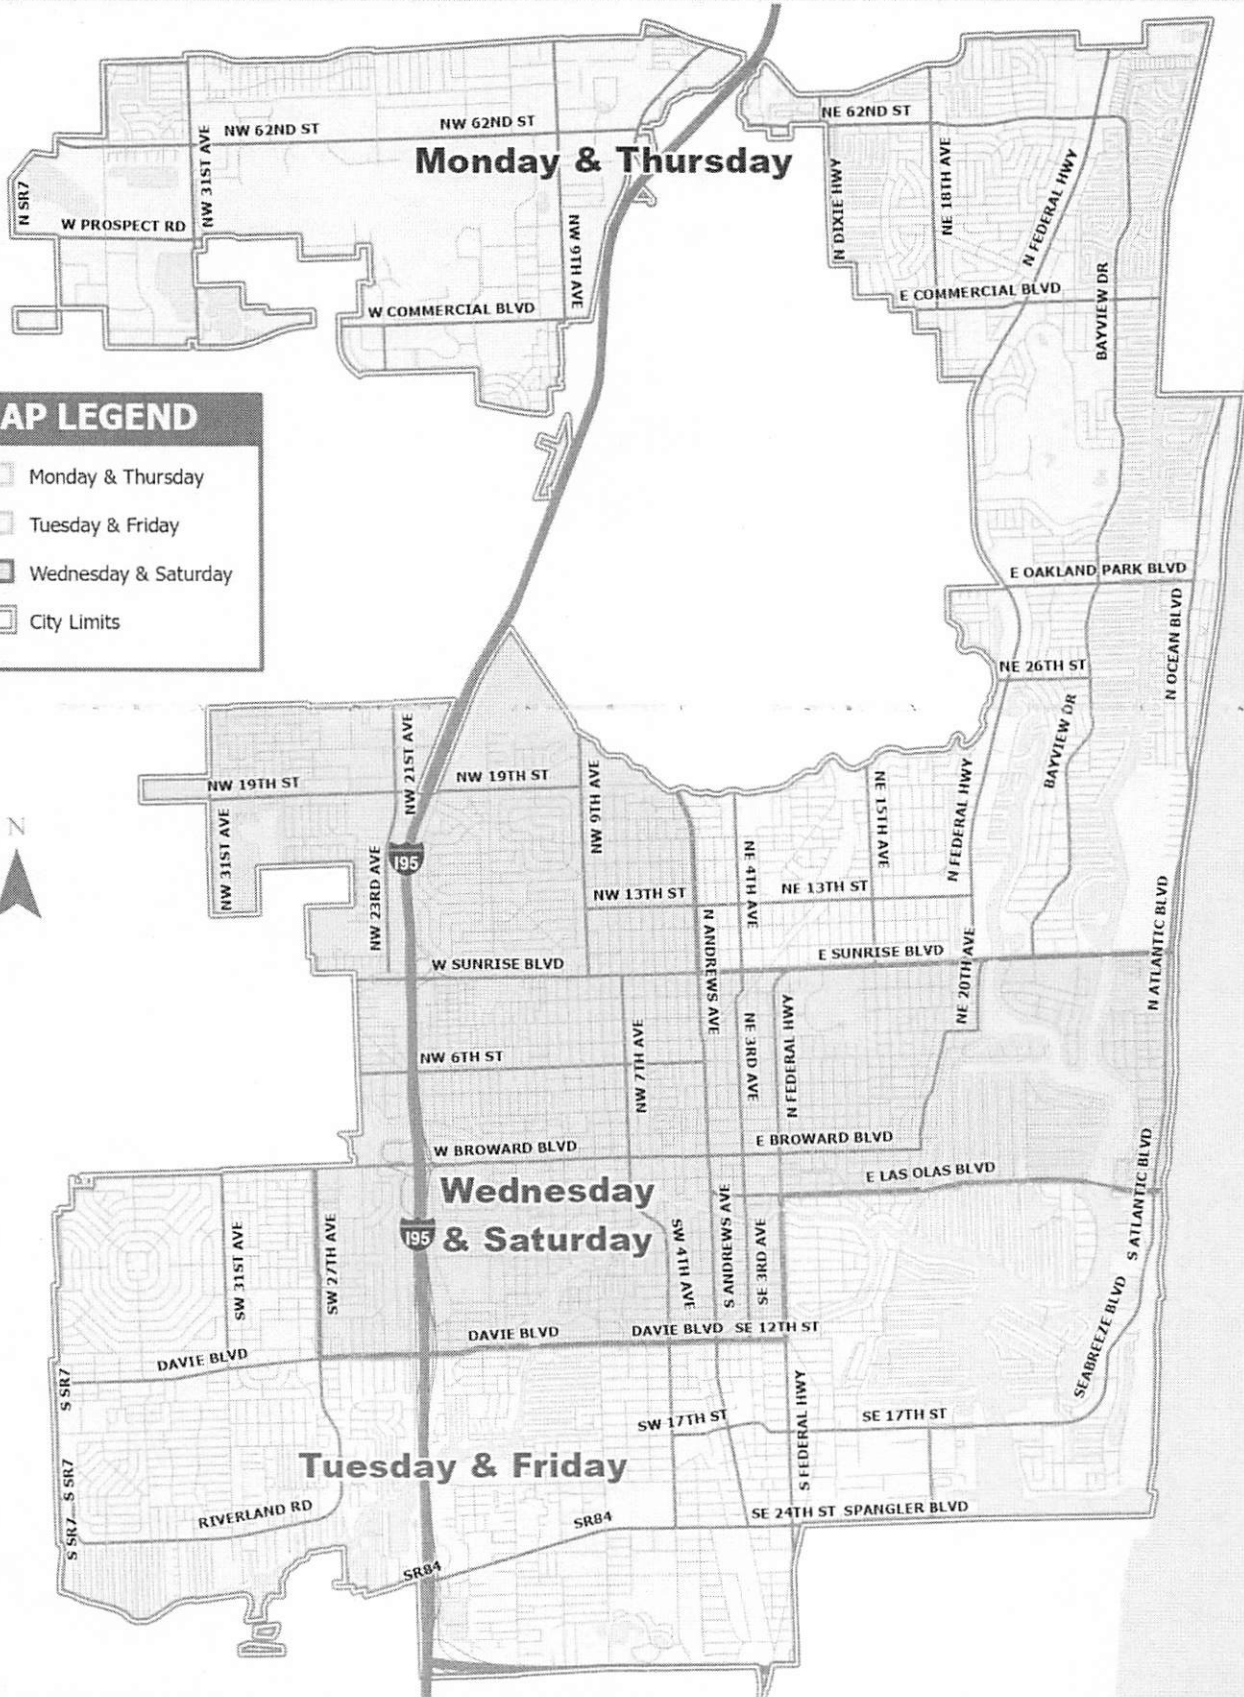 NE 62ND ST
NW 62ND ST
NW 62ND ST
Monday & Thursday
NW 31ST AVE
NE 18TH AVE
N SR7
N DIXIE HWY
N FEDERAL HWY
W PROSPECT RD
NW 9TH AVE
BAYVIEW DR
E COMMERCIAL BLVD
W COMMERCIAL BLVD
AP LEGEND
Monday & Thursday
Tuesday & Friday
Wednesday & Saturday
City Limits
E OAKLAND PARK BLVD
N OCEAN BLVD
NE 26TH ST
BAYVIEW DR
NW 21ST AVE
NW 19TH ST
NW 19TH ST
NW 9TH AVE
NE 15TH AVE
N FEDERAL HWY
N
NW 31ST AVE
NW 23RD AVE
195
NE 4TH AVE
NW 13TH ST
NE 13TH ST
N ANDREWS AVE
E SUNRISE BLVD
W SUNRISE BLVD
NE 20TH AVE
N ATLANTIC BLVD
NE 3RD AVE
N FEDERAL HWY
NW 7TH AVE
NW 6TH ST
E BROWARD BLVD
W BROWARD BLVD
E LAS OLAS BLVD
S ATLANTIC BLVD
Wednesday
& Saturday
195
SW 31ST AVE
SW 27TH AVE
SW 4TH AVE
S ANDREWS AVE
SE 3RD AVE
DAVIE BLVD
DAVIE BLVD
SE 12TH ST
DAVIE BLVD
SEABREEZE BLVD
S SR7
S FEDERAL HWY
SW 17TH ST
SE 17TH ST
Tuesday & Friday
S SR7
RIVERLAND RD
SE 24TH ST
SPANGLER BLVD
SR84
S SR7
SR84